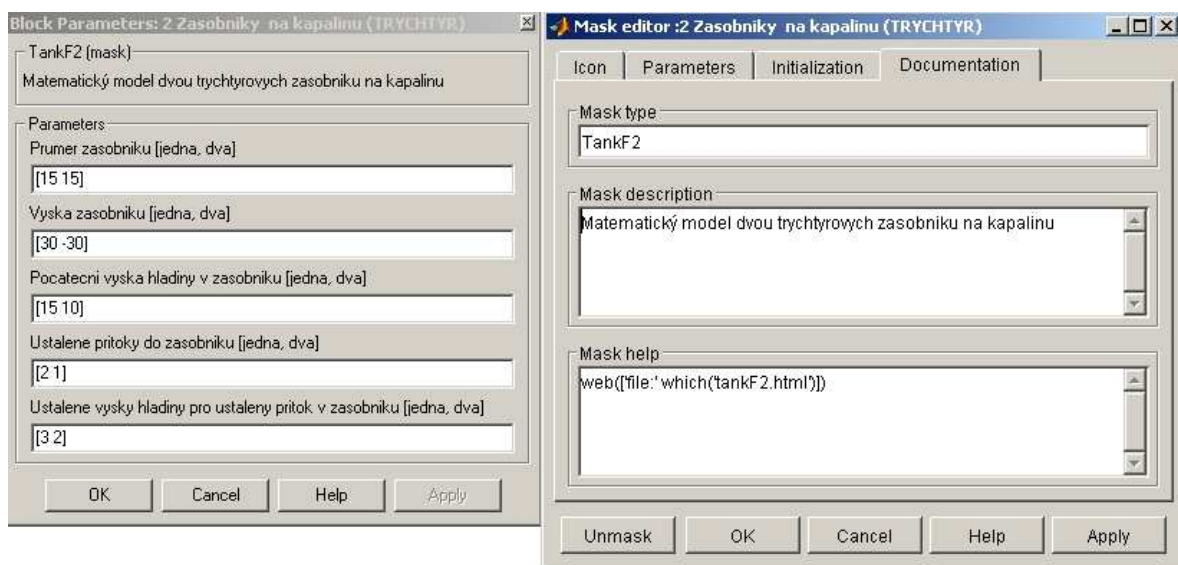 Block Parameters: 2 Zasobniky na kapalinu (TRYCHTYR)
TankF2 (mask)
Matematický model dvou trychtyrovych zasobniku na kapalinu
Parameters
Prumer zasobniku [jedna, dva]
[15 15]
Vyska zasobniku [jedna, dva]
[30 -30]
Pocatecni vyska hladiny v zasobniku [jedna, dva]
[15 10]
Ustalene pritoky do zasobniku [jedna, dva]
[2 1]
Ustalene vysky hladiny pro ustaleny pritok v zasobniku [jedna, dva]
[3 2]
OK Cancel Help Apply
Mask editor :2 Zasobniky na kapalinu (TRYCHTYR)
Icon Parameters Initialization Documentation
Mask type
TankF2
Mask description
Matematický model dvou trychtyrovych zasobniku na kapalinu
Mask help
web(['file:' which('tankF2.html')])
Unmask OK Cancel Help Apply